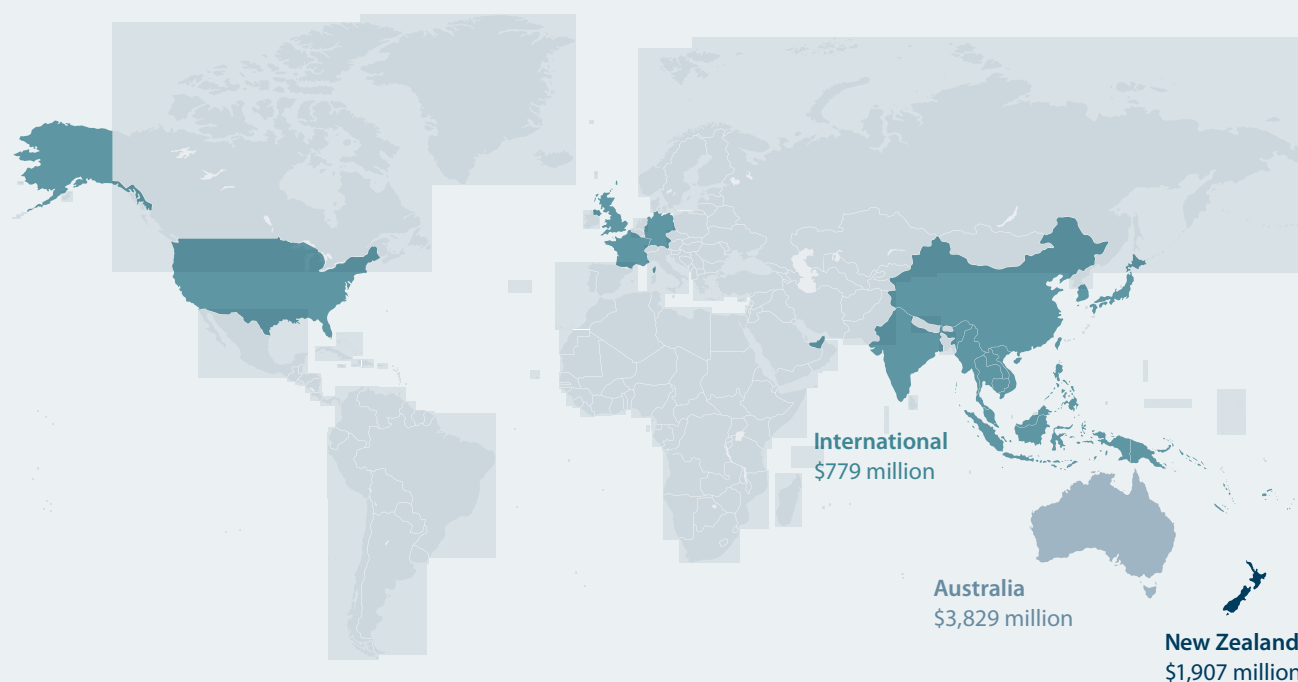 International
$779 million
Australia
$3,829 million
New Zealand
$1,907 million